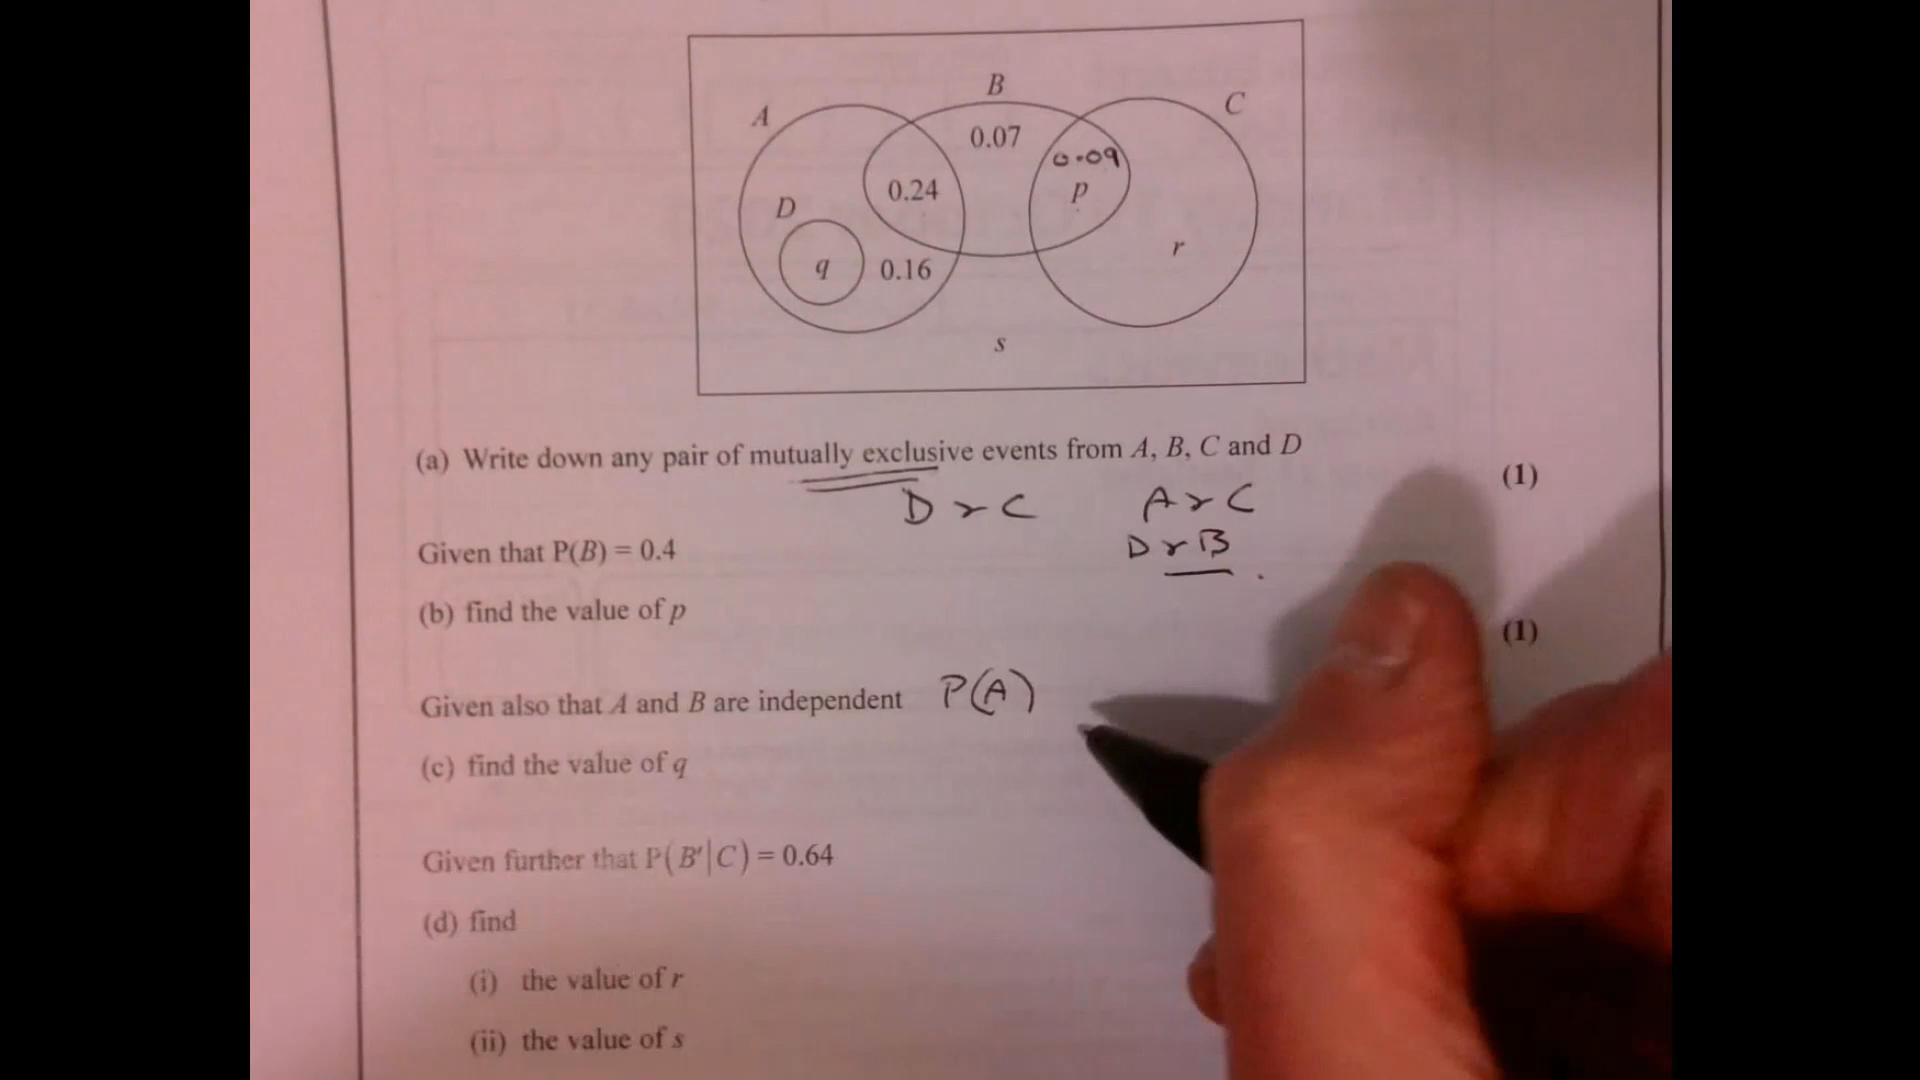 B
A
C
0.07
0.09
0.24
p
D
r
q
0.16
s
(a) Write down any pair of mutually exclusive events from A, B, C and D
(1)
D & C
A & C
D & B
Given that P(B) = 0.4
(b) find the value of p
(1)
Given also that A and B are independent P(A)
(c) find the value of q
Given further that P(B′|C) = 0.64
(d) find
(i) the value of r
(ii) the value of s